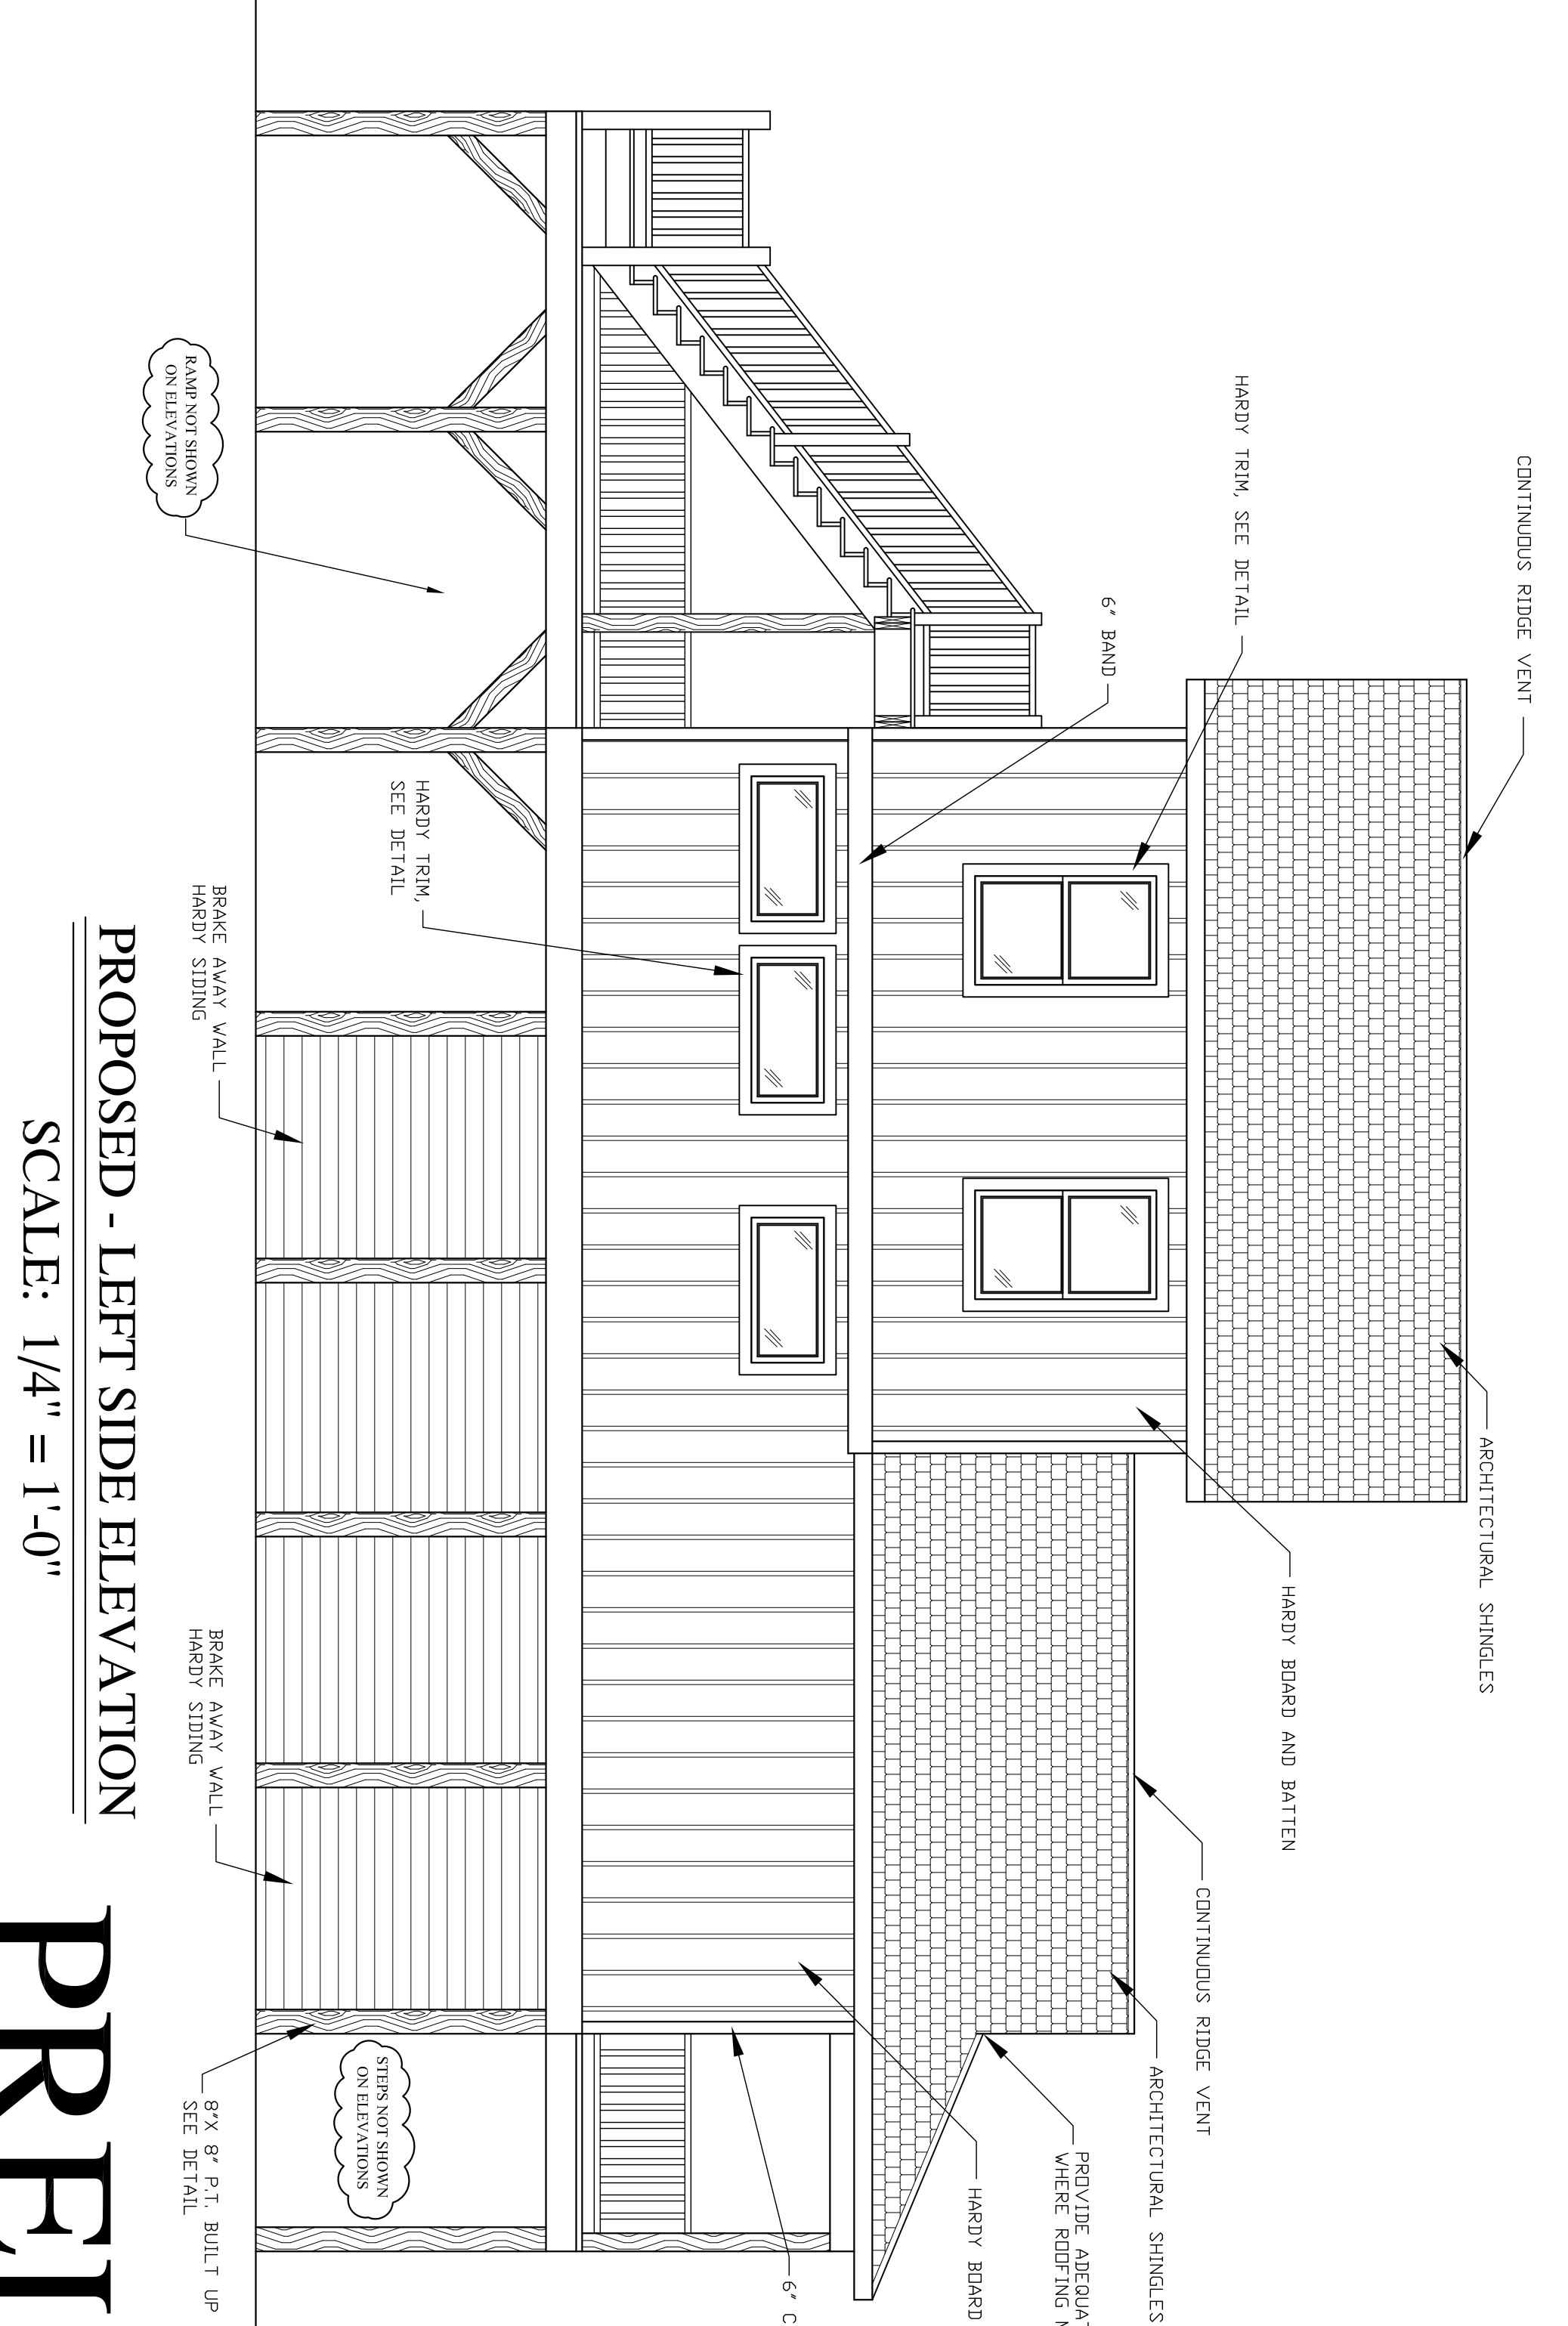 CONTINUOUS RIDGE VENT
ARCHITECTURAL SHINGLES
HARDY TRIM, SEE DETAIL
HARDY BOARD AND BATTEN
CONTINUOUS RIDGE VENT
ARCHITECTURAL SHINGLES
6" BAND
PROVIDE ADEQUAT
WHERE ROOFING
HARDY BOARD
6" C
HARDY TRIM,
SEE DETAIL
STEPS NOT SHOWN
ON ELEVATIONS
RAMP NOT SHOWN
ON ELEVATIONS
BRAKE AWAY WALL
HARDY SIDING
BRAKE AWAY WALL
HARDY SIDING
8"X 8" P.T. BUILT UP
SEE DETAIL
PROPOSED - LEFT SIDE ELEVATION
SCALE: 1/4" = 1'-0"
PREL